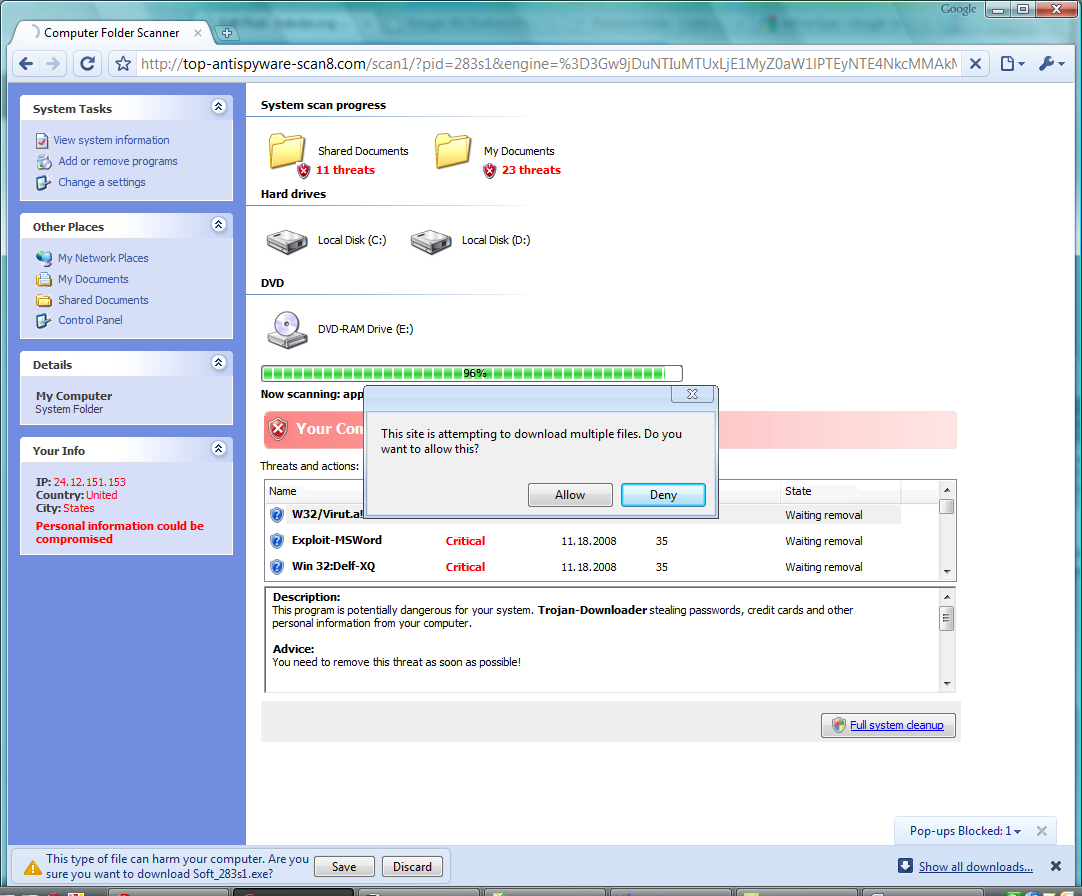 Google
Computer Folder Scanner
http://top-antispyware-scan8.com/scan1/?pid=283s1&engine=
System Tasks
View system information
Add or remove programs
Change a settings
Other Places
My Network Places
My Documents
Shared Documents
Control Panel
Details
My Computer
System Folder
Your Info
IP: 24.12.151.153
Country: United
City: States
Personal information could be
compromised
System scan progress
Shared Documents
11 threats
My Documents
23 threats
Hard drives
Local Disk (C:)
Local Disk (D:)
DVD
DVD-RAM Drive (E:)
96%
Now scanning: app
Your Con
This site is attempting to download multiple files. Do you
want to allow this?
Allow
Deny
Threats and actions:
Name
State
W32/Virut.a!
Waiting removal
Exploit-MSWord Critical 11.18.2008 35 Waiting removal
Win 32:Delf-XQ Critical 11.18.2008 35 Waiting removal
Description:
This program is potentially dangerous for your system. Trojan-Downloader stealing passwords, credit cards and other
personal information from your computer.
Advice:
You need to remove this threat as soon as possible!
Full system cleanup
Pop-ups Blocked: 1
This type of file can harm your computer. Are you
sure you want to download Soft_283s1.exe?
Save
Discard
Show all downloads...